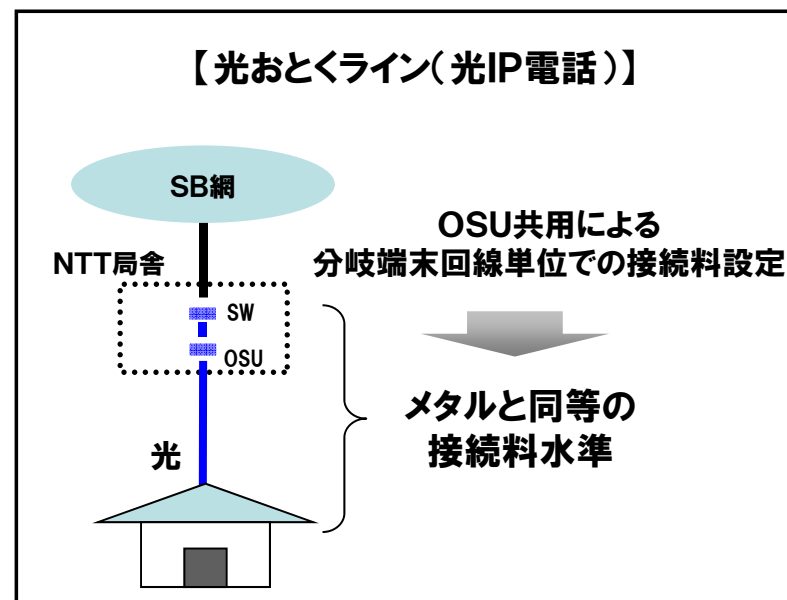 【光おとくライン(光IP電話)】
SB網
NTT局舎
SW
OSU
光
OSU共用による
分岐端末回線単位での接続料設定
メタルと同等の
接続料水準